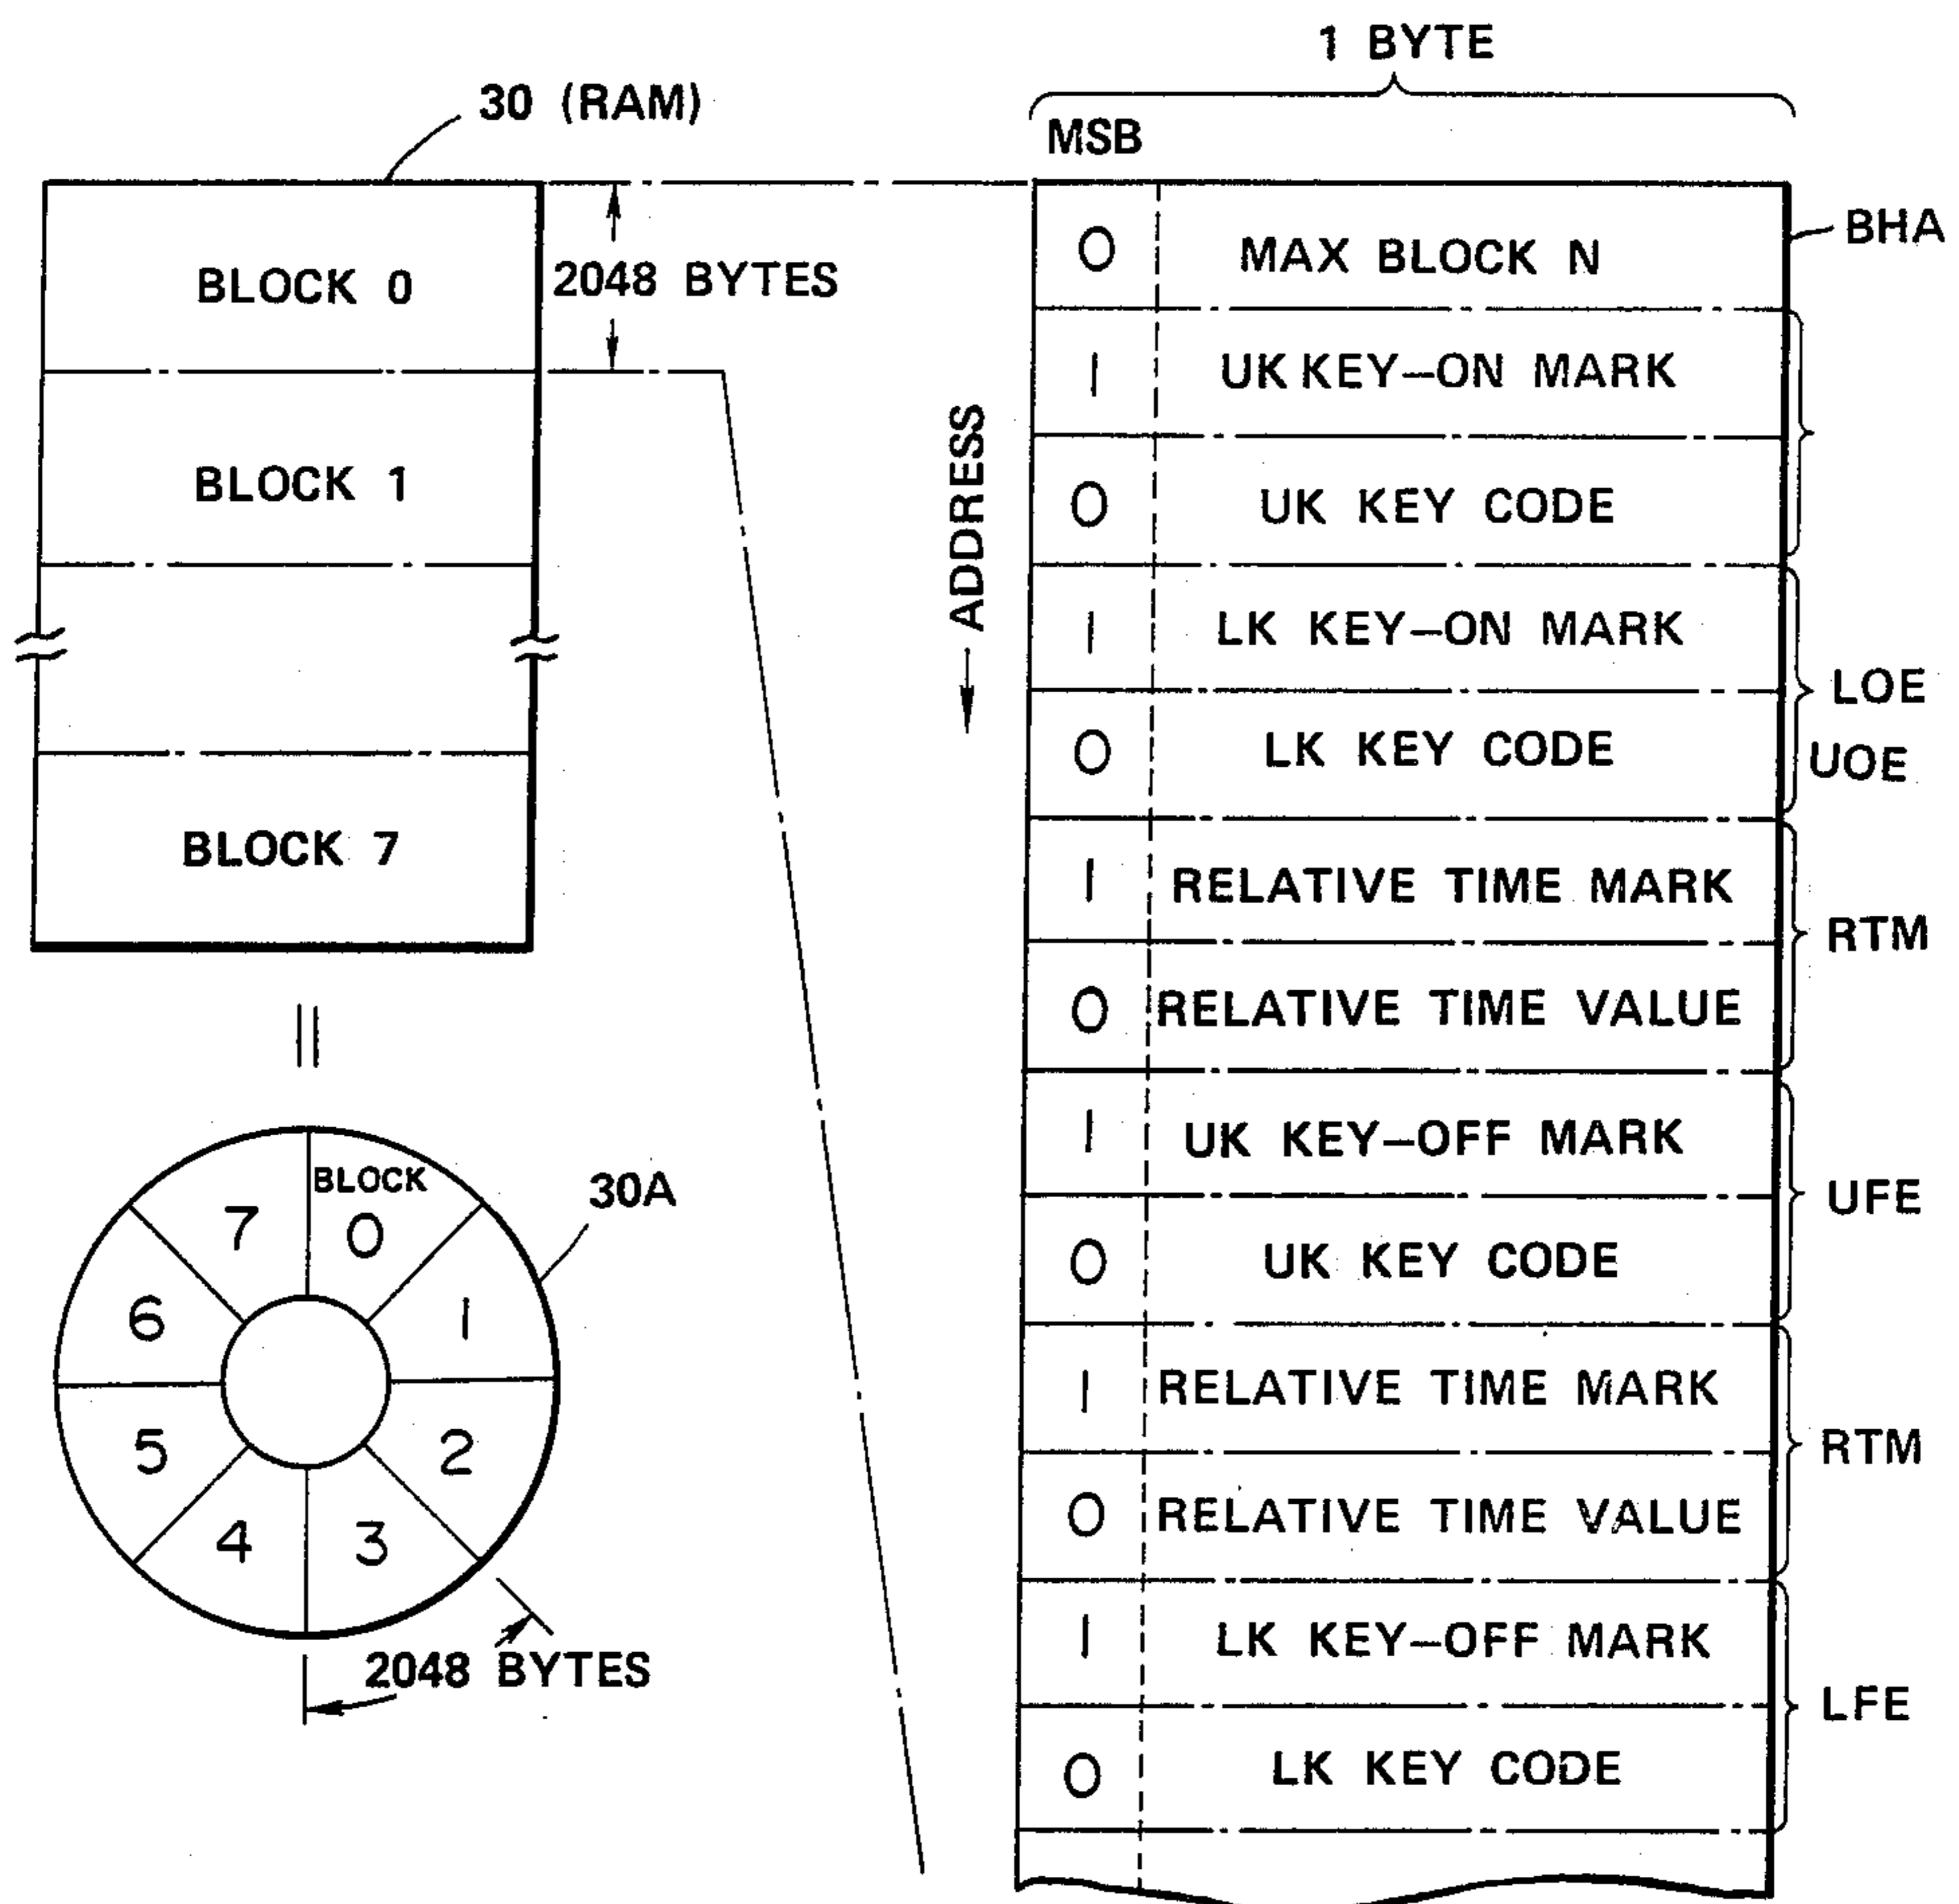 30 (RAM)
BLOCK 0
2048 BYTES
BLOCK 1
BLOCK 7
BLOCK
0
1
2
3
4
5
6
7
30A
2048 BYTES
1 BYTE
MSB
ADDRESS
0 MAX BLOCK N BHA
1 UK KEY-ON MARK
0 UK KEY CODE
1 LK KEY-ON MARK
LOE
0 LK KEY CODE
UOE
1 RELATIVE TIME MARK
RTM
0 RELATIVE TIME VALUE
1 UK KEY-OFF MARK
UFE
0 UK KEY CODE
1 RELATIVE TIME MARK
RTM
0 RELATIVE TIME VALUE
1 LK KEY-OFF MARK
LFE
0 LK KEY CODE